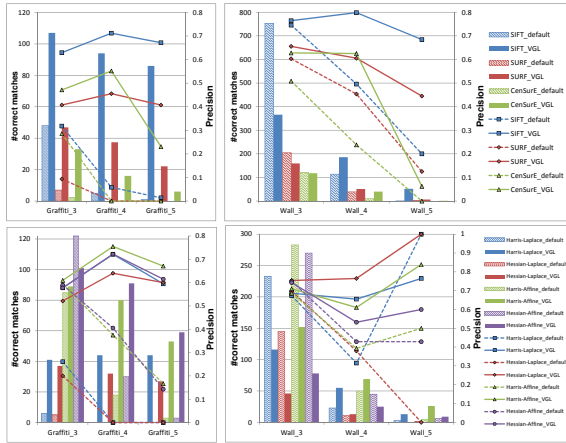 120
100
80
60
40
20
0
#correct matches
0.8
0.7
0.6
0.5
0.4
0.3
0.2
0.1
0
Precision
Graffiti_3 Graffiti_4 Graffiti_5
800
700
600
500
400
300
200
100
0
#correct matches
0.8
0.7
0.6
0.5
0.4
0.3
0.2
0.1
0
Precision
Wall_3 Wall_4 Wall_5
SIFT_default
SIFT_VGL
SURF_default
SURF_VGL
CenSurE_default
CenSurE_VGL
SIFT_default
SIFT_VGL
SURF_default
SURF_VGL
CenSurE_default
CenSurE_VGL
120
100
80
60
40
20
0
#correct matches
0.8
0.7
0.6
0.5
0.4
0.3
0.2
0.1
0
Precision
Graffiti_3 Graffiti_4 Graffiti_5
300
250
200
150
100
50
0
#correct matches
1
0.9
0.8
0.7
0.6
0.5
0.4
0.3
0.2
0.1
0
Precision
Wall_3 Wall_4 Wall_5
Harris-Laplace_default
Harris-Laplace_VGL
Hessian-Laplace_default
Hessian-Laplace_VGL
Harris-Affine_default
Harris-Affine_VGL
Hessian-Affine_default
Hessian-Affine_VGL
Harris-Laplace_default
Harris-Laplace_VGL
Hessian-Laplace_default
Hessian-Laplace_VGL
Harris-Affine_default
Harris-Affine_VGL
Hessian-Affine_default
Hessian-Affine_VGL